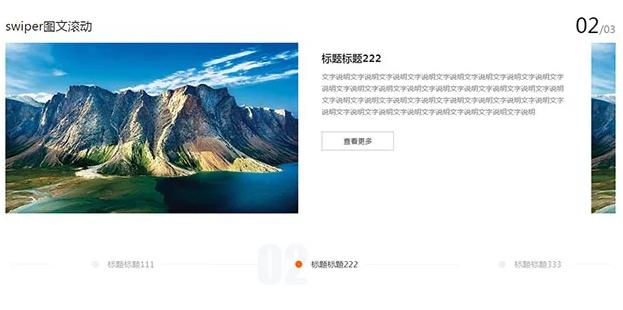 swiper图文滚动
02/03
标题标题222
文字说明文字说明文字说明文字说明文字说明文字说明文字说明文字说明
文字说明文字说明文字说明文字说明文字说明文字说明文字说明文字说明
文字说明文字说明文字说明文字说明文字说明文字说明文字说明文字说明
文字说明文字说明文字说明文字说明文字说明文字说明文字说明
查看更多
02
标题标题111
标题标题222
标题标题333